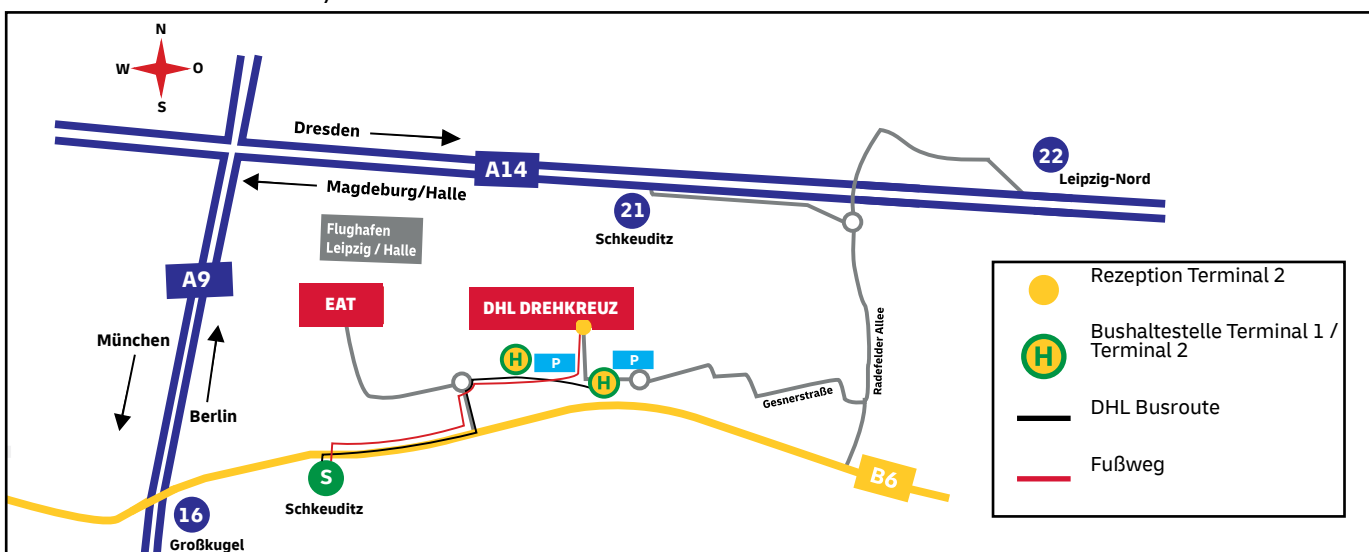 N
W
O
S
Dresden
A14
22
Leipzig-Nord
Magdeburg/Halle
21
Schkeuditz
Flughafen
Leipzig / Halle
A9
EAT
DHL DREHKREUZ
München
Berlin
H
P
P
H
Gesnerstraße
Radefelder Allee
S
Schkeuditz
B6
16
Großkugel
Rezeption Terminal 2
H
Bushaltestelle Terminal 1 /
Terminal 2
DHL Busroute
Fußweg